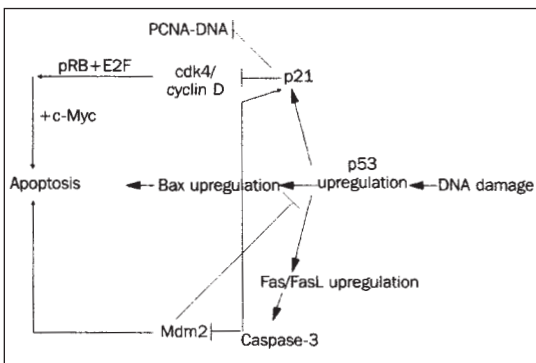 PCNA-DNA
pRB+E2F
cdk4/
cyclin D
p21
+c-Myc
p53
Apoptosis
Bax upregulation
upregulation
DNA damage
Fas/FasL upregulation
Mdm2
Caspase-3